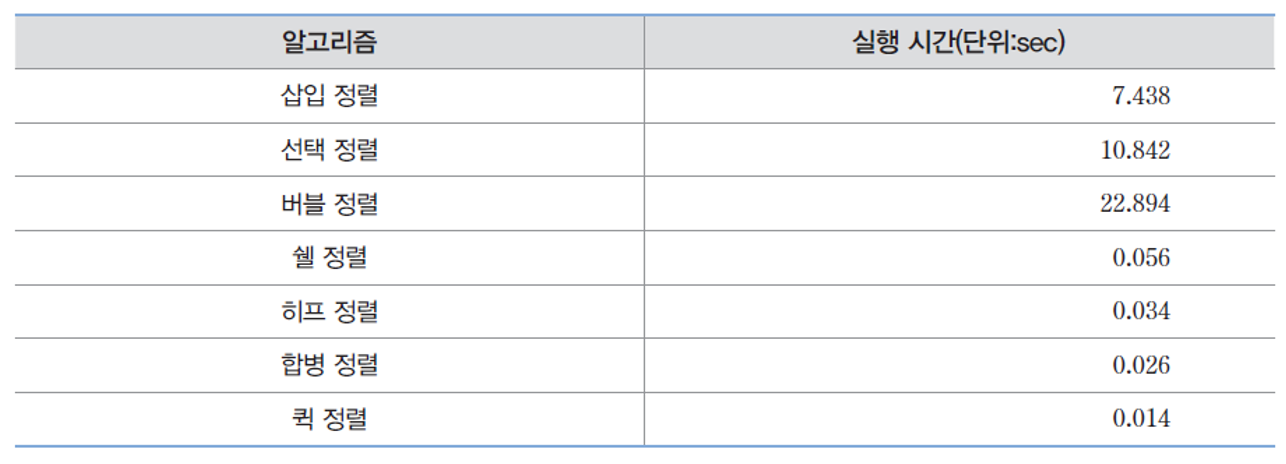 알고리즘 실행 시간(단위:sec)
삽입 정렬 7.438
선택 정렬 10.842
버블 정렬 22.894
쉘 정렬 0.056
히프 정렬 0.034
합병 정렬 0.026
퀵 정렬 0.014